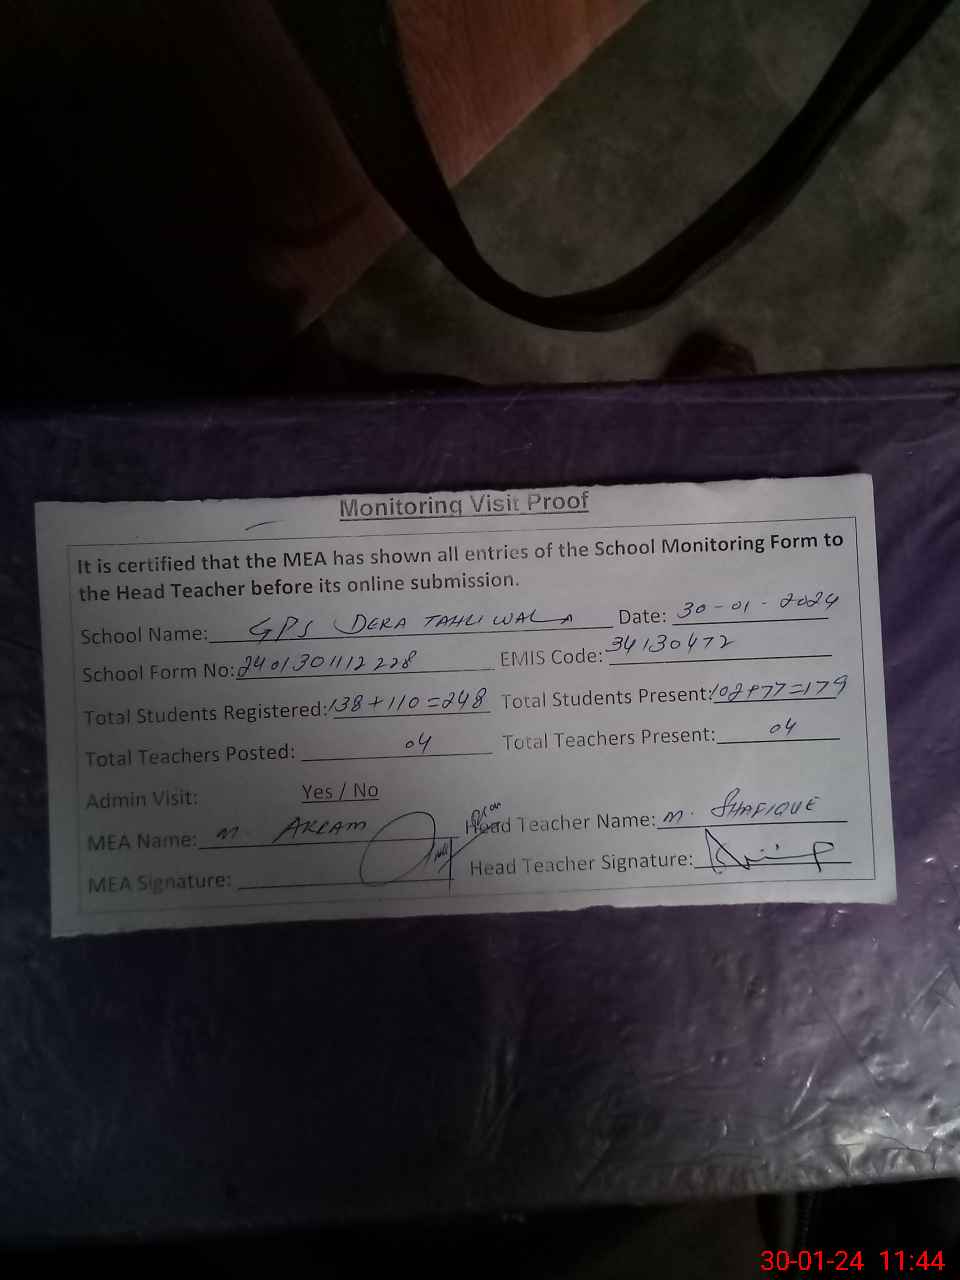 Monitoring Visit Proof
It is certified that the MEA has shown all entries of the School Monitoring Form to
the Head Teacher before its online submission.
School Name: GPS DERA TAHLIWALA Date: 30-01-2024
School Form No: 2401301112228 EMIS Code: 34130472
Total Students Registered: 138+110=248 Total Students Present: 102+77=179
Total Teachers Posted: 04 Total Teachers Present: 04
Admin Visit: Yes / No
MEA Name: M. AKRAM Head Teacher Name: M. SHAFIQUE
MEA Signature: Head Teacher Signature:
30-01-24 11:44